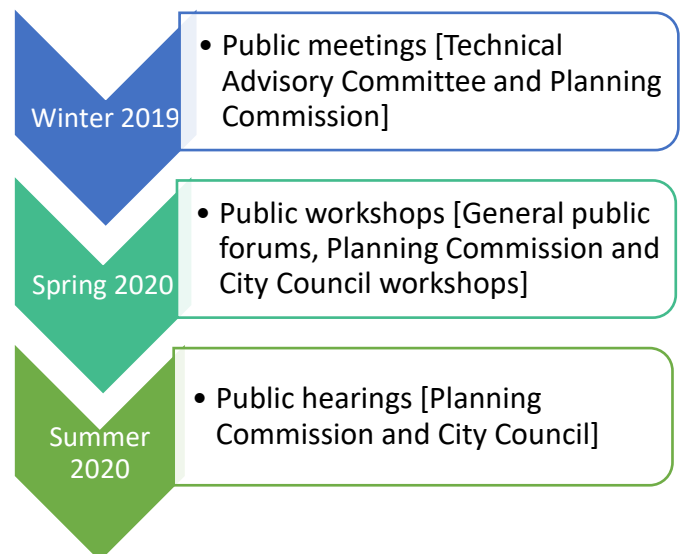 Winter 2019
• Public meetings [Technical
Advisory Committee and Planning
Commission]
Spring 2020
• Public workshops [General public
forums, Planning Commission and
City Council workshops]
Summer
2020
• Public hearings [Planning
Commission and City Council]